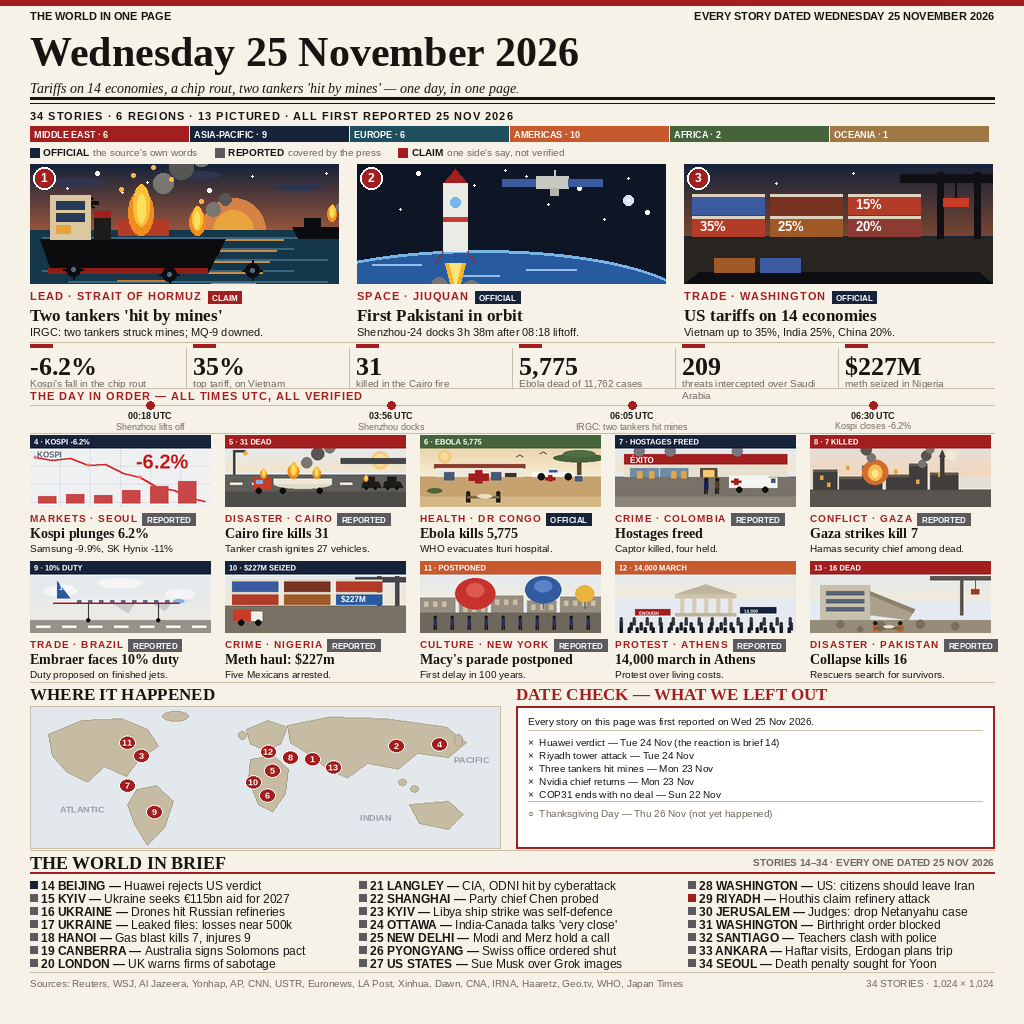 THE WORLD IN ONE PAGE
EVERY STORY DATED WEDNESDAY 25 NOVEMBER 2026
Wednesday 25 November 2026
Tariffs on 14 economies, a chip rout, two tankers 'hit by mines' — one day, in one page.
34 STORIES · 6 REGIONS · 13 PICTURED · ALL FIRST REPORTED 25 NOV 2026
MIDDLE EAST · 6
ASIA-PACIFIC · 9
EUROPE · 6
AMERICAS · 10
AFRICA · 2
OCEANIA · 1
OFFICIAL the source's own words
REPORTED covered by the press
CLAIM one side's say, not verified
1
2
3
15%
35%
25%
20%
LEAD · STRAIT OF HORMUZ CLAIM
Two tankers 'hit by mines'
IRGC: two tankers struck mines; MQ-9 downed.
SPACE · JIUQUAN OFFICIAL
First Pakistani in orbit
Shenzhou-24 docks 3h 38m after 08:18 liftoff.
TRADE · WASHINGTON OFFICIAL
US tariffs on 14 economies
Vietnam up to 35%, India 25%, China 20%.
-6.2%
Kospi's fall in the chip rout
35%
top tariff, on Vietnam
31
killed in the Cairo fire
5,775
Ebola dead of 11,762 cases
209
threats intercepted over Saudi
Arabia
$227M
meth seized in Nigeria
THE DAY IN ORDER — ALL TIMES UTC, ALL VERIFIED
00:18 UTC
Shenzhou lifts off
03:56 UTC
Shenzhou docks
06:05 UTC
IRGC: two tankers hit mines
06:30 UTC
Kospi closes -6.2%
4 · KOSPI -6.2%
KOSPI
-6.2%
MARKETS · SEOUL REPORTED
Kospi plunges 6.2%
Samsung -9.9%, SK Hynix -11%
5 · 31 DEAD
DISASTER · CAIRO REPORTED
Cairo fire kills 31
Tanker crash ignites 27 vehicles.
6 · EBOLA 5,775
HEALTH · DR CONGO OFFICIAL
Ebola kills 5,775
WHO evacuates Ituri hospital.
7 · HOSTAGES FREED
ÉXITO
CRIME · COLOMBIA REPORTED
Hostages freed
Captor killed, four held.
8 · 7 KILLED
CONFLICT · GAZA REPORTED
Gaza strikes kill 7
Hamas security chief among dead.
9 · 10% DUTY
TRADE · BRAZIL REPORTED
Embraer faces 10% duty
Duty proposed on finished jets.
10 · $227M SEIZED
$227M
CRIME · NIGERIA REPORTED
Meth haul: $227m
Five Mexicans arrested.
11 · POSTPONED
CULTURE · NEW YORK REPORTED
Macy's parade postponed
First delay in 100 years.
12 · 14,000 MARCH
ENOUGH
14,000
PROTEST · ATHENS REPORTED
14,000 march in Athens
Protest over living costs.
13 · 16 DEAD
DISASTER · PAKISTAN REPORTED
Collapse kills 16
Rescuers search for survivors.
WHERE IT HAPPENED
11
3
7
9
12
8
1
13
5
10
6
2
4
PACIFIC
ATLANTIC
INDIAN
DATE CHECK — WHAT WE LEFT OUT
Every story on this page was first reported on Wed 25 Nov 2026.
× Huawei verdict — Tue 24 Nov (the reaction is brief 14)
× Riyadh tower attack — Tue 24 Nov
× Three tankers hit mines — Mon 23 Nov
× Nvidia chief returns — Mon 23 Nov
× COP31 ends with no deal — Sun 22 Nov
○ Thanksgiving Day — Thu 26 Nov (not yet happened)
THE WORLD IN BRIEF
STORIES 14–34 · EVERY ONE DATED 25 NOV 2026
14 BEIJING — Huawei rejects US verdict
15 KYIV — Ukraine seeks €115bn aid for 2027
16 UKRAINE — Drones hit Russian refineries
17 UKRAINE — Leaked files: losses near 500k
18 HANOI — Gas blast kills 7, injures 9
19 CANBERRA — Australia signs Solomons pact
20 LONDON — UK warns firms of sabotage
21 LANGLEY — CIA, ODNI hit by cyberattack
22 SHANGHAI — Party chief Chen probed
23 KYIV — Libya ship strike was self-defence
24 OTTAWA — India-Canada talks 'very close'
25 NEW DELHI — Modi and Merz hold a call
26 PYONGYANG — Swiss office ordered shut
27 US STATES — Sue Musk over Grok images
28 WASHINGTON — US: citizens should leave Iran
29 RIYADH — Houthis claim refinery attack
30 JERUSALEM — Judges: drop Netanyahu case
31 WASHINGTON — Birthright order blocked
32 SANTIAGO — Teachers clash with police
33 ANKARA — Haftar visits, Erdogan plans trip
34 SEOUL — Death penalty sought for Yoon
Sources: Reuters, WSJ, Al Jazeera, Yonhap, AP, CNN, USTR, Euronews, LA Post, Xinhua, Dawn, CNA, IRNA, Haaretz, Geo.tv, WHO, Japan Times
34 STORIES · 1,024 × 1,024